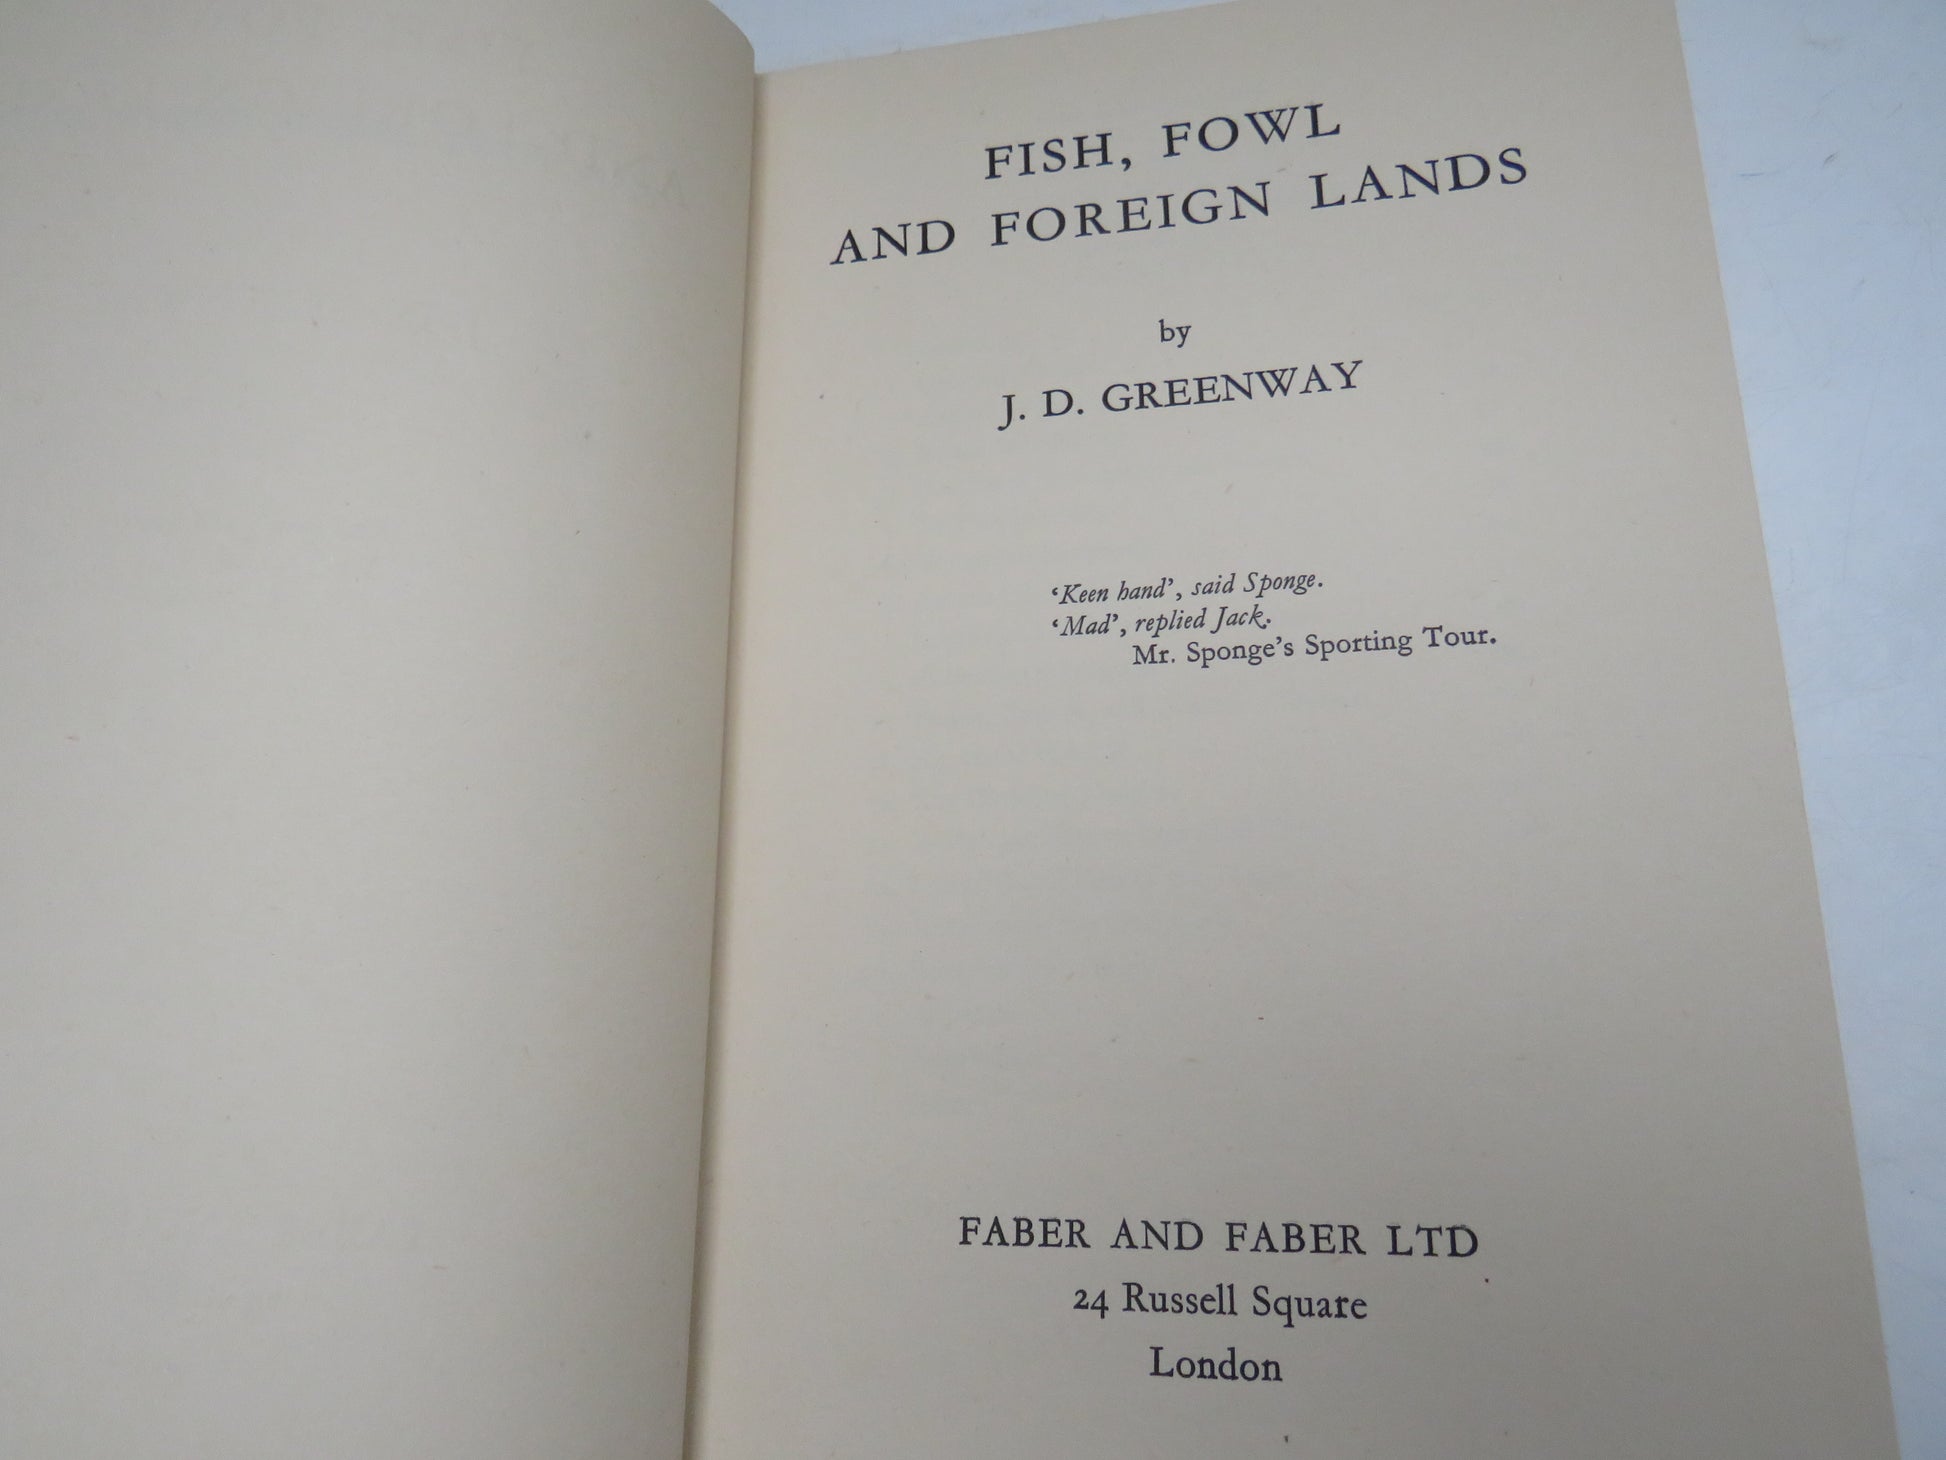 FISH, FOWL
AND FOREIGN LANDS
by
J. D. GREENWAY
‘Keen hand’, said Sponge.
‘Mad’, replied Jack.
Mr. Sponge’s Sporting Tour.
FABER AND FABER LTD
24 Russell Square
London